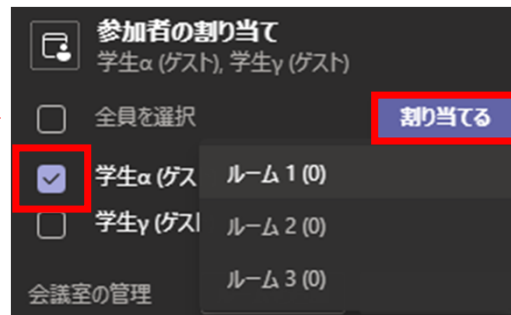 参加者の割り当て
学生α (ゲスト), 学生γ (ゲスト)
全員を選択
割り当てる
学生α (ゲス
ルーム 1 (0)
学生γ (ゲスト
ルーム 2 (0)
ルーム 3 (0)
会議室の管理